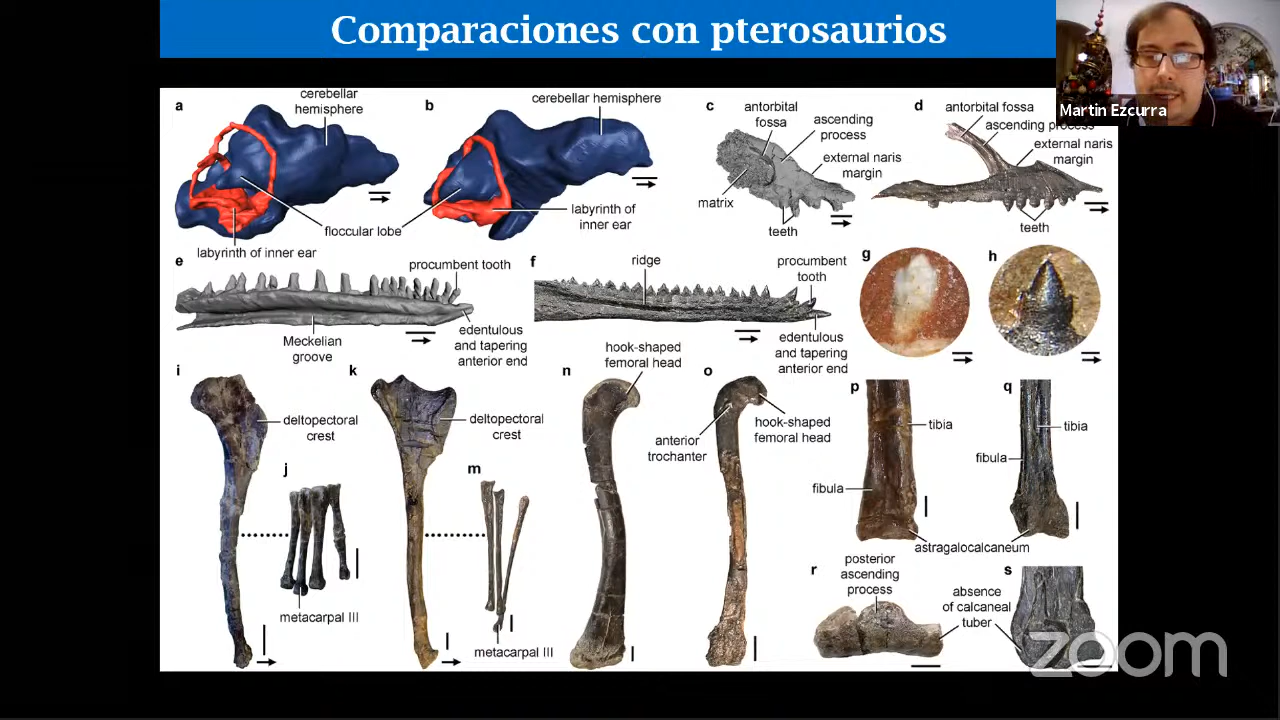 Comparaciones con pterosaurios
Martin Ezcurra
a
cerebellar
hemisphere
floccular lobe
labyrinth of inner ear
b
cerebellar hemisphere
labyrinth of
inner ear
c
antorbital
fossa
ascending
process
external naris
margin
matrix
teeth
d
antorbital fossa
ascending process
external naris
margin
teeth
e
procumbent tooth
Meckelian
groove
edentulous
and tapering
anterior end
f
ridge
procumbent
tooth
edentulous
and tapering
anterior end
g
h
i
deltopectoral
crest
j
metacarpal III
k
deltopectoral
crest
m
metacarpal III
n
hook-shaped
femoral head
o
anterior
trochanter
hook-shaped
femoral head
p
tibia
fibula
q
tibia
fibula
astragalocalcaneum
r
posterior
ascending
process
absence
of calcaneal
tuber
s
zoom